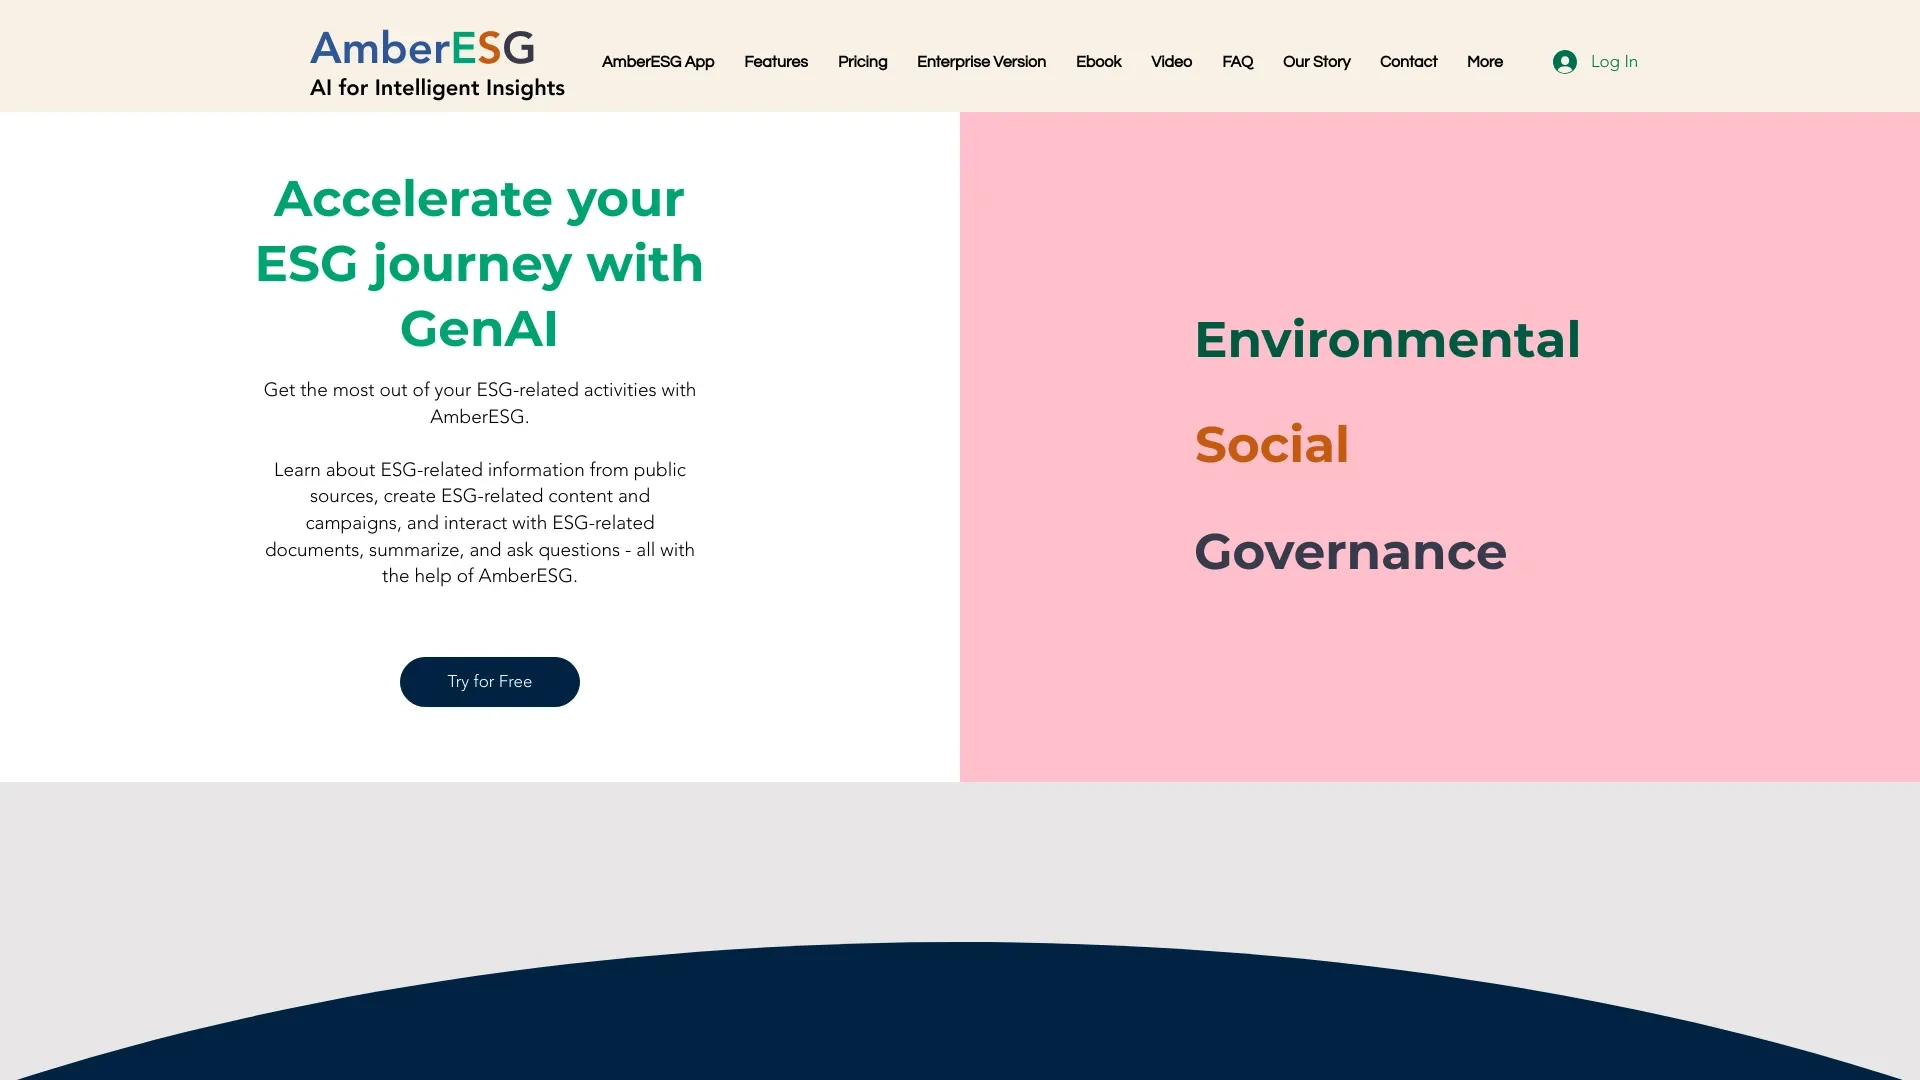 AmberESG
AI for Intelligent Insights
AmberESG App
Features
Pricing
Enterprise Version
Ebook
Video
FAQ
Our Story
Contact
More
Log In
Accelerate your
ESG journey with
GenAI
Get the most out of your ESG-related activities with
AmberESG.
Learn about ESG-related information from public
sources, create ESG-related content and
campaigns, and interact with ESG-related
documents, summarize, and ask questions - all with
the help of AmberESG.
Try for Free
Environmental
Social
Governance